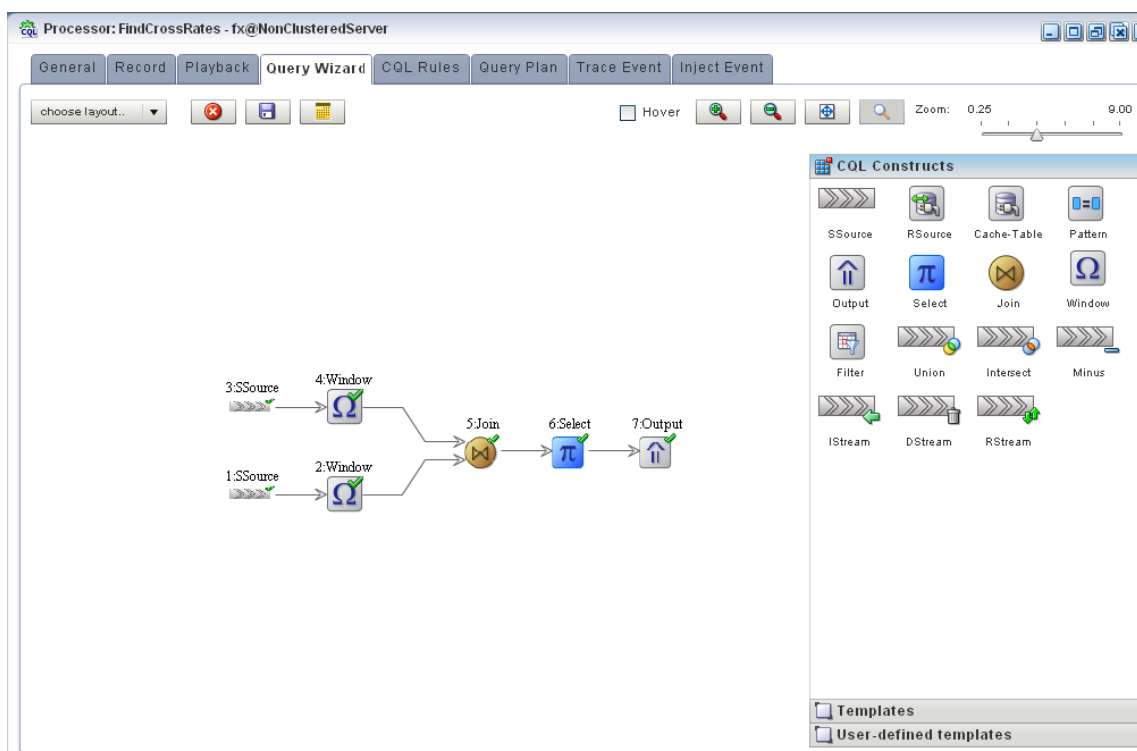 CQL Processor: FindCrossRates - fx@NonClusteredServer
General Record Playback Query Wizard CQL Rules Query Plan Trace Event Inject Event
choose layout.. Hover Zoom: 0.25 9.00
CQL Constructs
SSource RSource Cache-Table Pattern
Output Select Join Window
Filter Union Intersect Minus
IStream DStream RStream
3:SSource 4:Window
5:Join 6:Select 7:Output
1:SSource 2:Window
Templates
User-defined templates